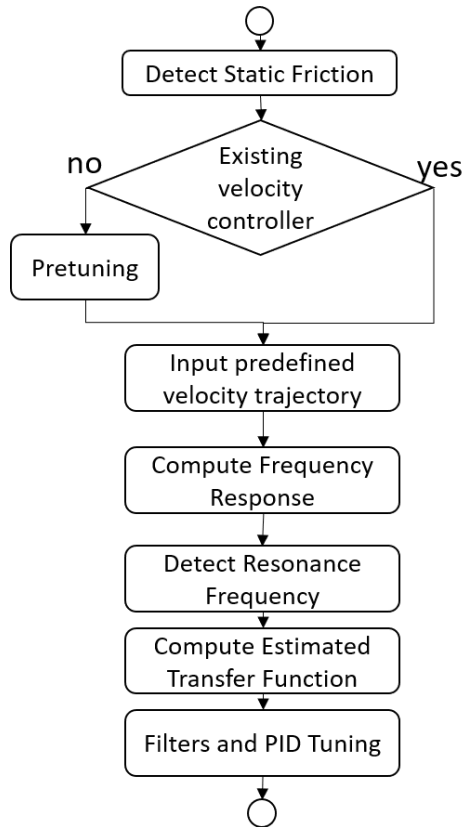 Detect Static Friction
no
Existing
velocity
controller
yes
Pretuning
Input predefined
velocity trajectory
Compute Frequency
Response
Detect Resonance
Frequency
Compute Estimated
Transfer Function
Filters and PID Tuning